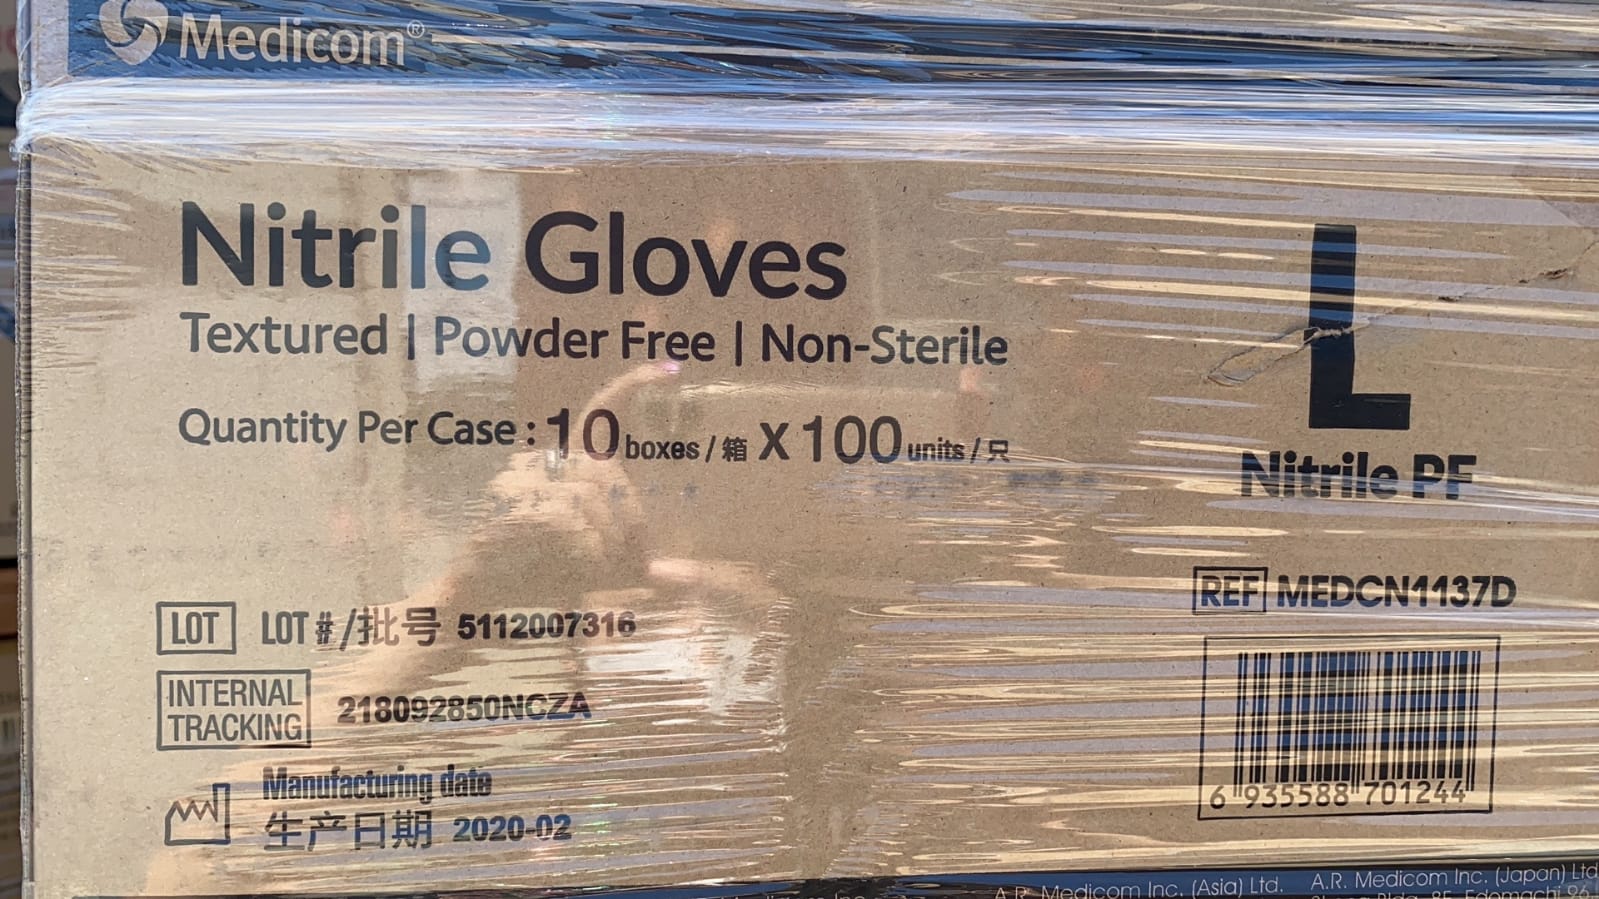 Medicom®
Nitrile Gloves
Textured | Powder Free | Non-Sterile
Quantity Per Case : 10 boxes / 箱 X 100 units / 只
L
Nitrile PF
REF MEDCN1137D
6 935588 701244
LOT LOT # /批号 5112007316
INTERNAL
TRACKING
218092850NCZA
Manufacturing date
生产日期 2020-02
A.R. Medicom Inc. (Asia) Ltd.
A.R. Medicom Inc. (Japan) Ltd